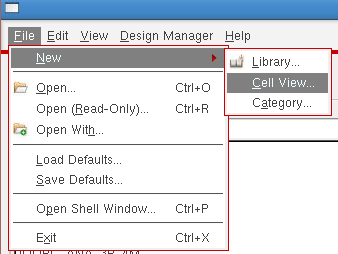 File Edit View Design Manager Help
New
Library...
Cell View...
Category...
Open... Ctrl+O
Open (Read-Only)... Ctrl+R
Open With...
Load Defaults...
Save Defaults...
Open Shell Window... Ctrl+P
Exit Ctrl+X